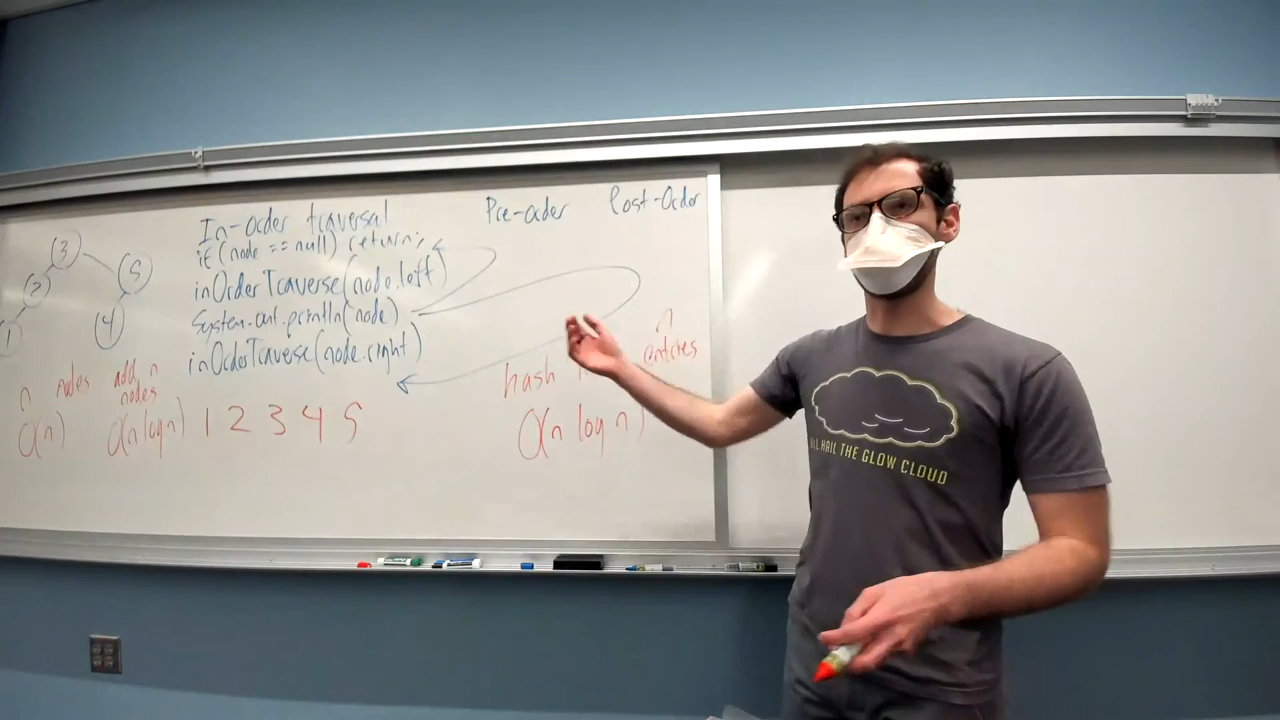 In-order traversal
Pre-order
Post-Order
if(node == null) return;
inOrderTraverse(node.left)
System.out.println(node)
inOrderTraverse(node.right)
3
2
5
1
4
n nodes
add n
nodes
O(n)
O(n log n)
1 2 3 4 5
n
hash
entries
O(n log n)
ALL HAIL THE GLOW CLOUD